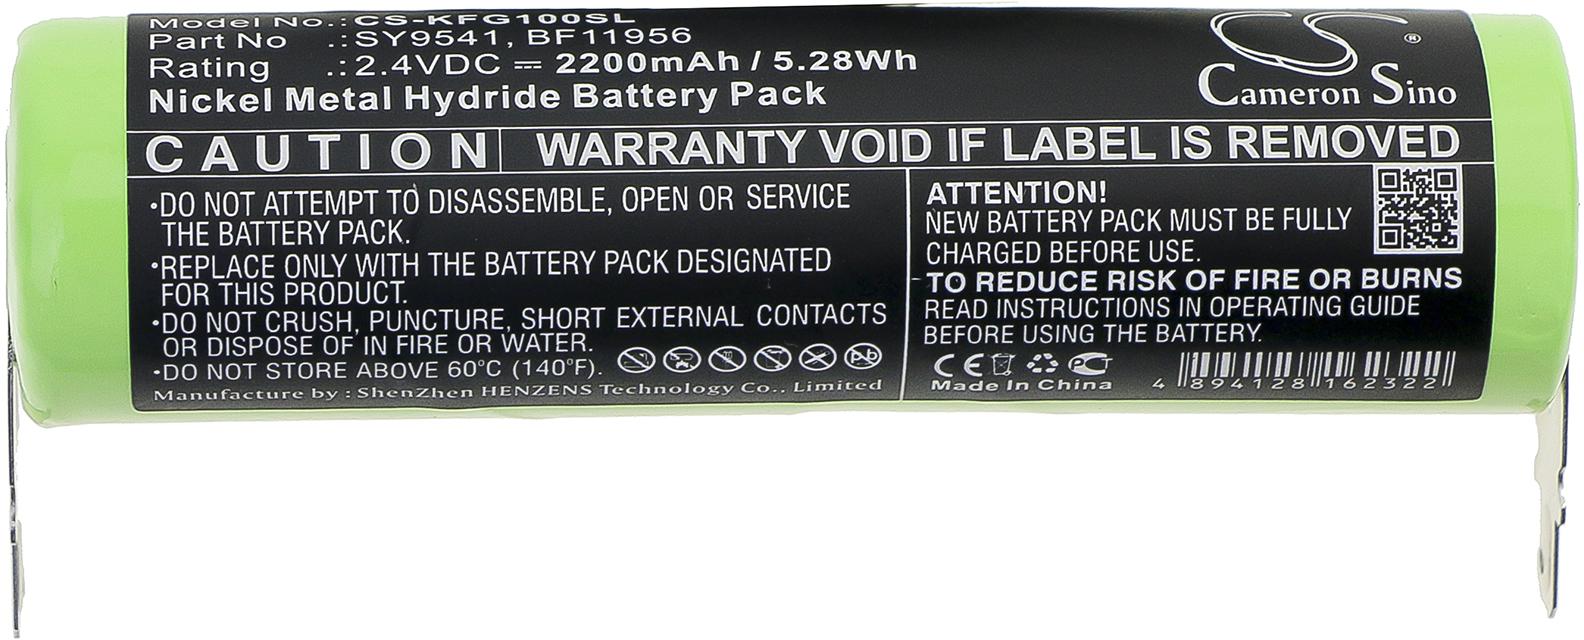 Model No.: CS-KFG100SL
Part No .: SY9541, BF11956
Rating .: 2.4VDC ⎓ 2200mAh / 5.28Wh
Nickel Metal Hydride Battery Pack
CS ®
Cameron Sino
CAUTION
WARRANTY VOID IF LABEL IS REMOVED
•DO NOT ATTEMPT TO DISASSEMBLE, OPEN OR SERVICE
THE BATTERY PACK.
•REPLACE ONLY WITH THE BATTERY PACK DESIGNATED
FOR THIS PRODUCT.
•DO NOT CRUSH, PUNCTURE, SHORT EXTERNAL CONTACTS
OR DISPOSE OF IN FIRE OR WATER.
•DO NOT STORE ABOVE 60°C (140°F).
Pb
Manufacture by : ShenZhen HENZENS Technology Co., Limited
ATTENTION!
NEW BATTERY PACK MUST BE FULLY
CHARGED BEFORE USE.
TO REDUCE RISK OF FIRE OR BURNS
READ INSTRUCTIONS IN OPERATING GUIDE
BEFORE USING THE BATTERY.
CE
Made In China
4 894128 162322